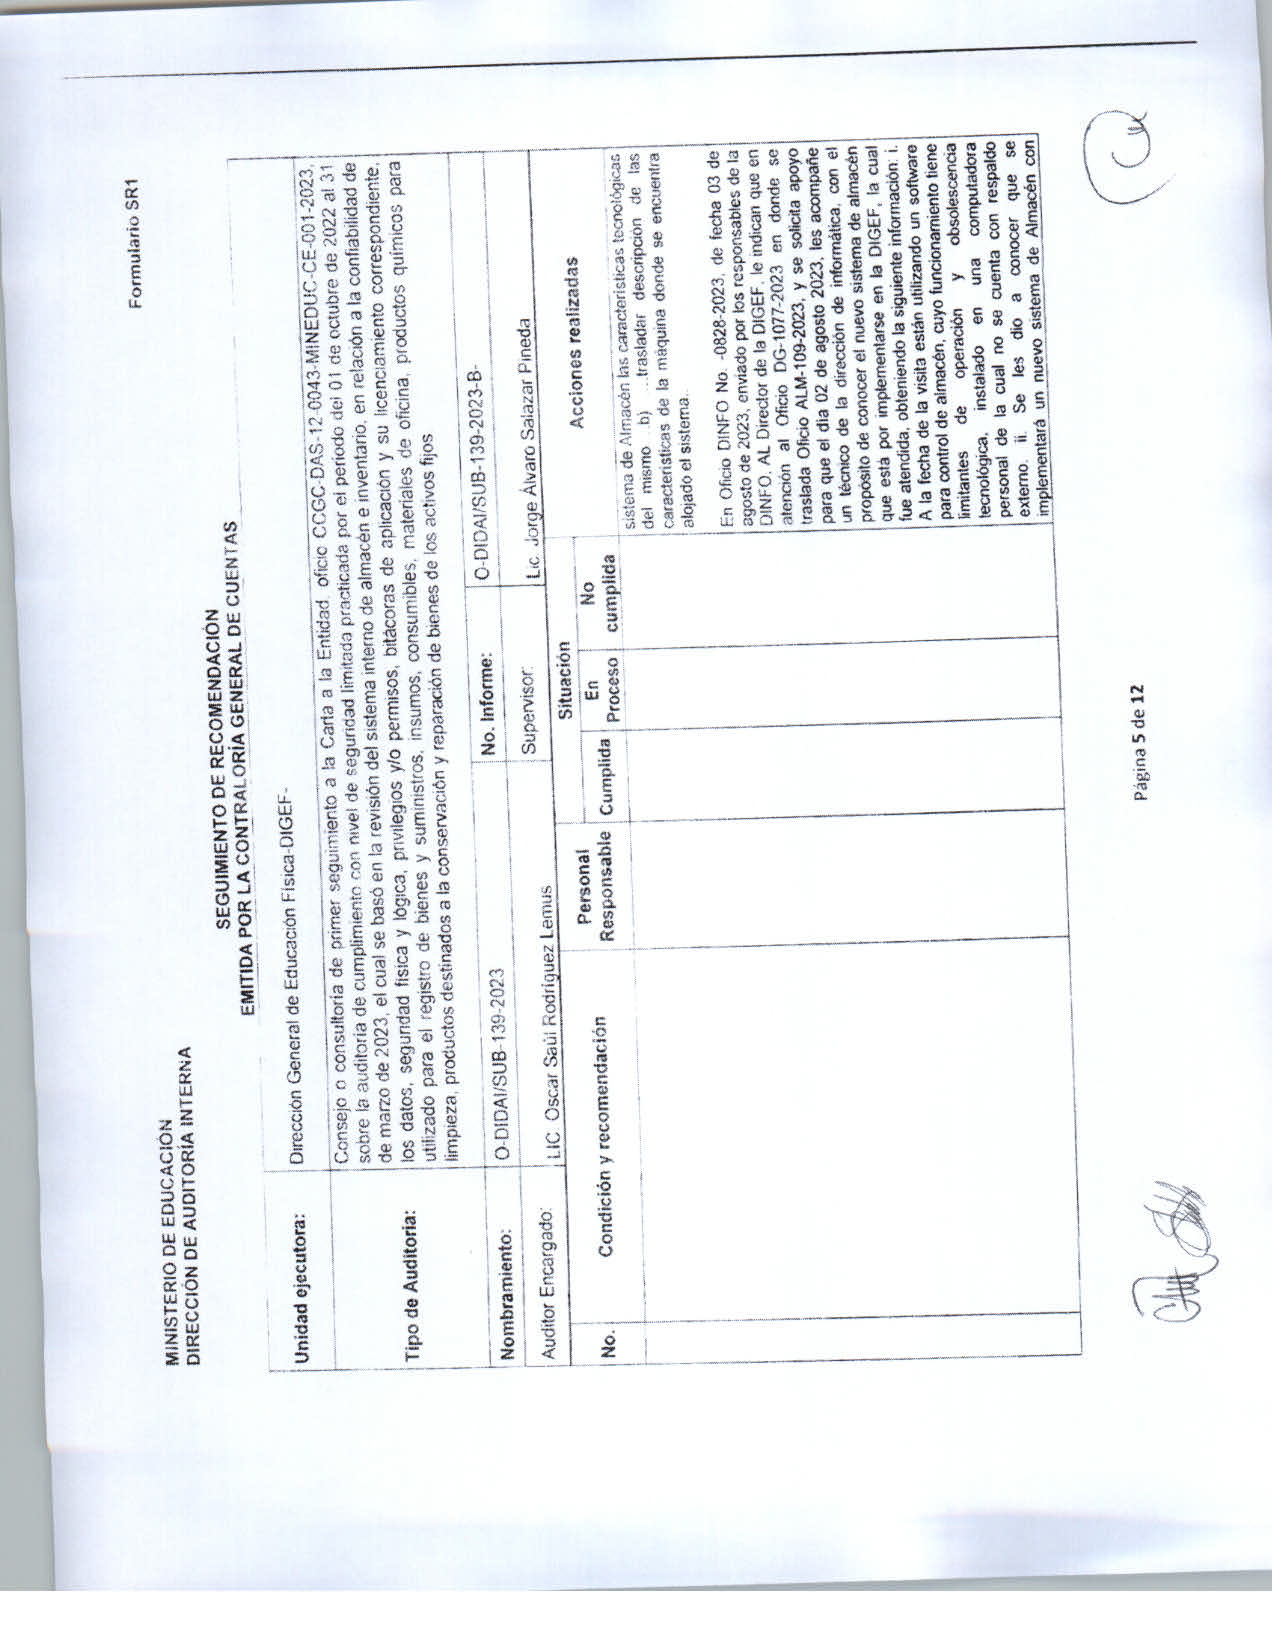 Formulario SR1
MINISTERIO DE EDUCACIÓN
DIRECCIÓN DE AUDITORÍA INTERNA
SEGUIMIENTO DE RECOMENDACIÓN
EMITIDA POR LA CONTRALORÍA GENERAL DE CUENTAS
Unidad ejecutora: Dirección General de Educación Física-DIGEF-
Tipo de Auditoria:
Consejo o consultoria de primer seguimiento a la Carta a la Entidad, oficio CCGC-DAS-12-0043-MINEDUC-CE-001-2023,
sobre la auditoria de cumplimiento con nivel de seguridad limitada practicada por el periodo del 01 de octubre de 2022 al 31
de marzo de 2023, el cual se basó en la revisión del sistema interno de almacén e inventario, en relación a la confiabilidad de
los datos, seguridad física y lógica, privilegios y/o permisos, bitácoras de aplicación y su licenciamiento correspondiente,
utilizado para el registro de bienes y suministros, insumos, consumibles, materiales de oficina, productos químicos para
limpieza, productos destinados a la conservación y reparación de bienes de los activos fijos
Nombramiento: O-DIDAI/SUB-139-2023 No. Informe: O-DIDAI/SUB-139-2023-B-
Auditor Encargado: LIC. Oscar Saúl Rodríguez Lemus Supervisor: Lic. Jorge Álvaro Salazar Pineda
No. Condición y recomendación Personal Responsable Situación Acciones realizadas
Cumplida En Proceso No cumplida
sistema de Almacén las características tecnológicas
del mismo ..b) ...trasladar descripción de las
características de la máquina donde se encuentra
alojado el sistema..
En Oficio DINFO No. -0828-2023, de fecha 03 de
agosto de 2023, enviado por los responsables de la
DINFO, AL Director de la DIGEF, le indican que en
atención al Oficio DG-1077-2023 en donde se
traslada Oficio ALM-109-2023, y se solicita apoyo
para que el día 02 de agosto 2023, les acompañe
un técnico de la dirección de informática, con el
propósito de conocer el nuevo sistema de almacén
que está por implementarse en la DIGEF, la cual
fue atendida, obteniendo la siguiente información: i.
A la fecha de la visita están utilizando un software
para control de almacén, cuyo funcionamiento tiene
limitantes de operación y obsolescencia
tecnológica, instalado en una computadora
personal de la cual no se cuenta con respaldo
externo. ii. Se les dio a conocer que se
implementará un nuevo sistema de Almacén con
Página 5 de 12